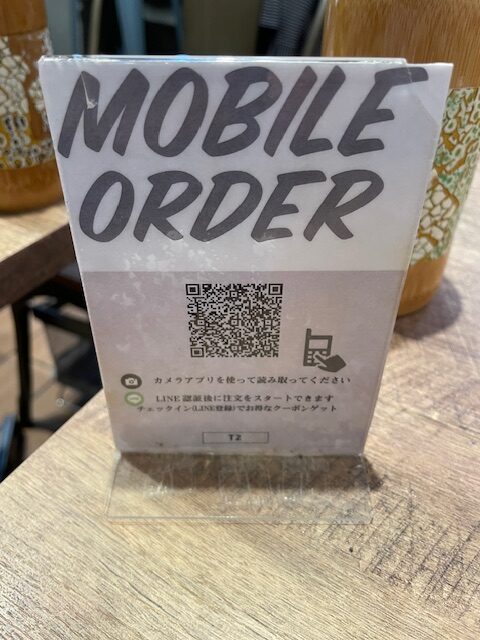 MOBILE
ORDER
カメラアプリを使って読み取ってください
LINE認証後に注文をスタートできます
チェックイン(LINE登録)でお得なクーポンゲット
T2